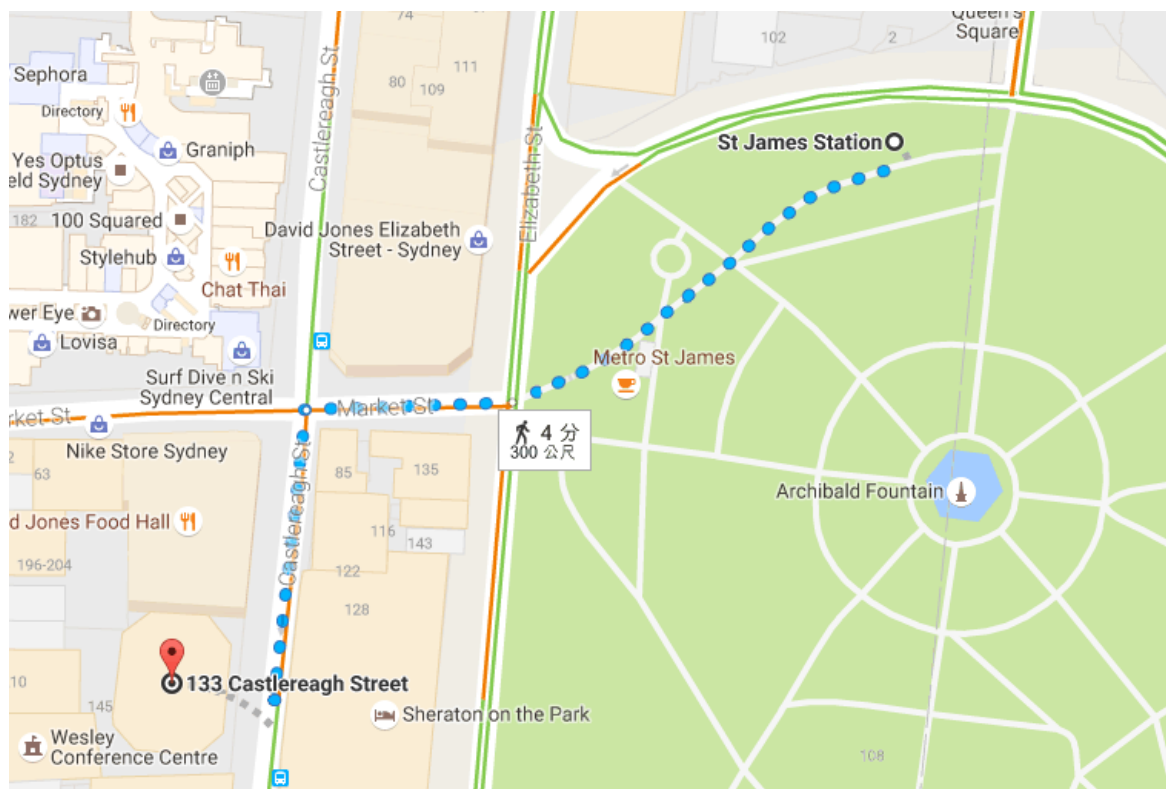 Queen's
Square
74
102
2
Sephora
80
109
111
Directory
Castlereagh St
Graniph
Elizabeth St
St James Station
Yes Optus
eld Sydney
182
100 Squared
David Jones Elizabeth
Street - Sydney
Stylehub
Chat Thai
wer Eye
Directory
Lovisa
Surf Dive n Ski
Sydney Central
Metro St James
rket St
Market St
Nike Store Sydney
4 分
300 公尺
63
85
135
Castlereagh St
Archibald Fountain
d Jones Food Hall
116
143
196-204
122
128
133 Castlereagh Street
10
145
Sheraton on the Park
Wesley
Conference Centre
108